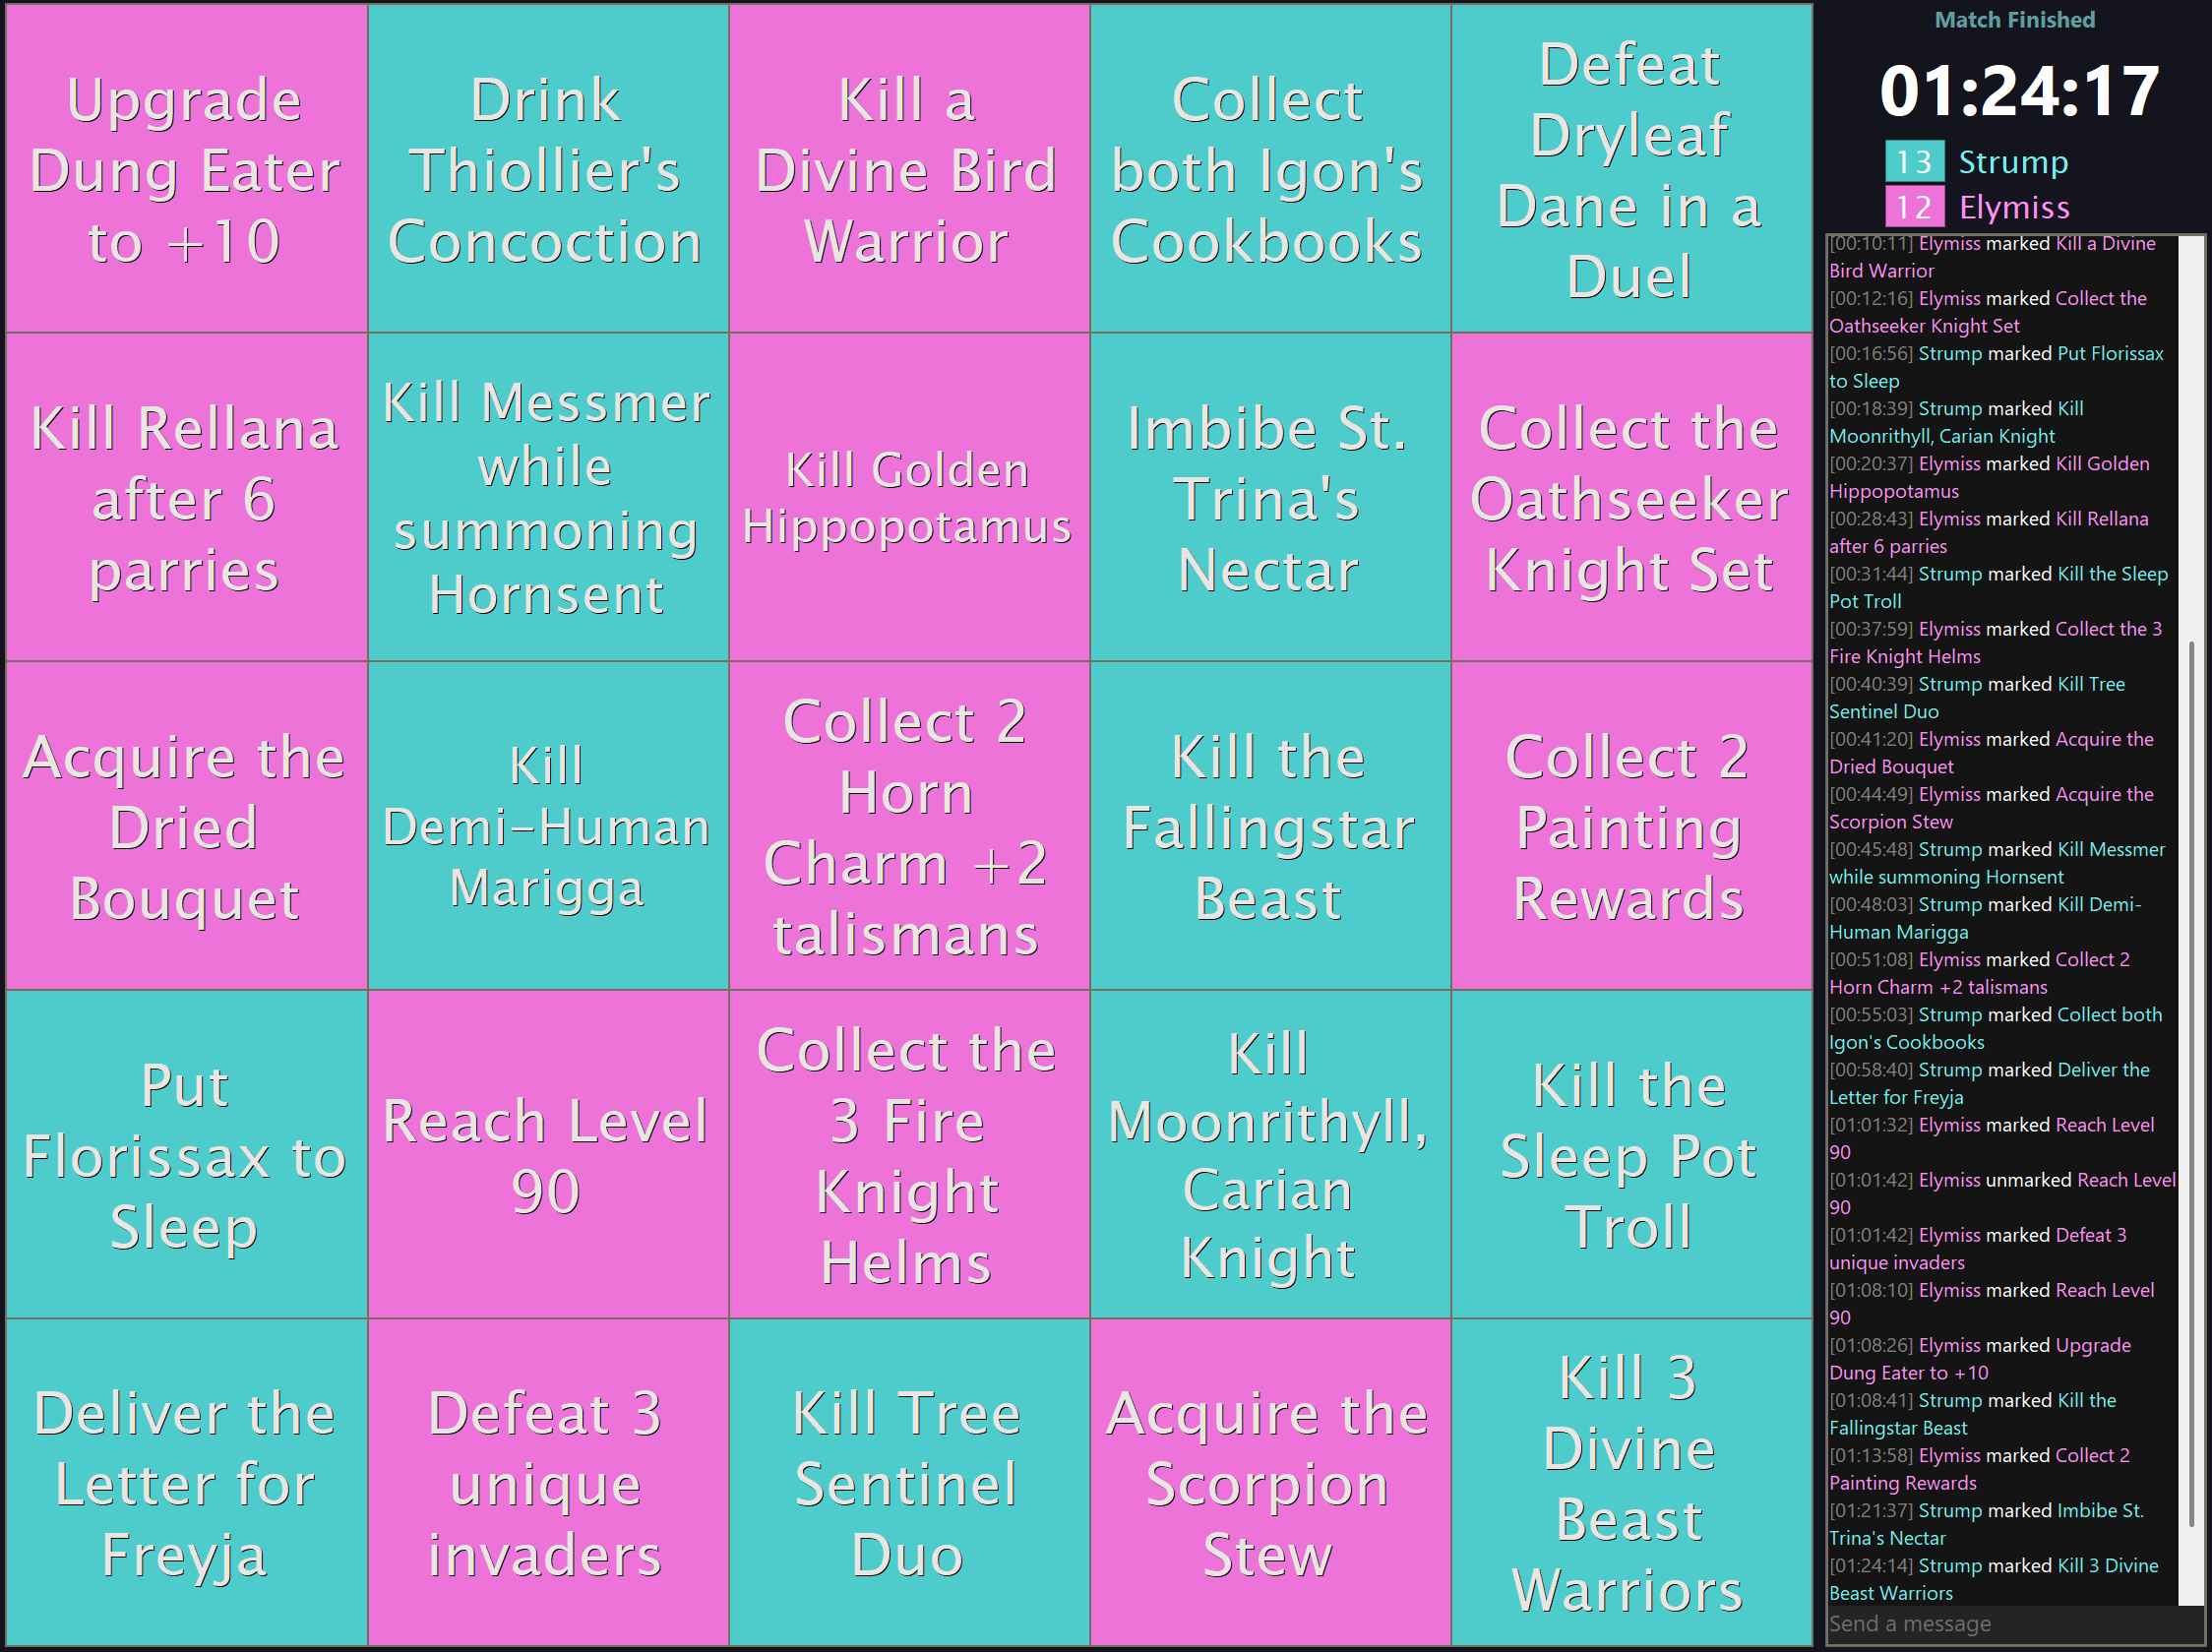 Upgrade
Dung Eater
to +10
Drink
Thiollier's
Concoction
Kill a
Divine Bird
Warrior
Collect
both Igon's
Cookbooks
Defeat
Dryleaf
Dane in a
Duel
Kill Rellana
after 6
parries
Kill Messmer
while
summoning
Hornsent
Kill Golden
Hippopotamus
Imbibe St.
Trina's
Nectar
Collect the
Oathseeker
Knight Set
Acquire the
Dried
Bouquet
Kill
Demi-Human
Marigga
Collect 2
Horn
Charm +2
talismans
Kill the
Fallingstar
Beast
Collect 2
Painting
Rewards
Put
Florissax to
Sleep
Reach Level
90
Collect the
3 Fire
Knight
Helms
Kill
Moonrithyll,
Carian
Knight
Kill the
Sleep Pot
Troll
Deliver the
Letter for
Freyja
Defeat 3
unique
invaders
Kill Tree
Sentinel
Duo
Acquire the
Scorpion
Stew
Kill 3
Divine
Beast
Warriors
Match Finished
01:24:17
13 Strump
12 Elymiss
[00:10:11] Elymiss marked Kill a Divine
Bird Warrior
[00:12:16] Elymiss marked Collect the
Oathseeker Knight Set
[00:16:56] Strump marked Put Florissax
to Sleep
[00:18:39] Strump marked Kill
Moonrithyll, Carian Knight
[00:20:37] Elymiss marked Kill Golden
Hippopotamus
[00:28:43] Elymiss marked Kill Rellana
after 6 parries
[00:31:44] Strump marked Kill the Sleep
Pot Troll
[00:37:59] Elymiss marked Collect the 3
Fire Knight Helms
[00:40:39] Strump marked Kill Tree
Sentinel Duo
[00:41:20] Elymiss marked Acquire the
Dried Bouquet
[00:44:49] Elymiss marked Acquire the
Scorpion Stew
[00:45:48] Strump marked Kill Messmer
while summoning Hornsent
[00:48:03] Strump marked Kill Demi-
Human Marigga
[00:51:08] Elymiss marked Collect 2
Horn Charm +2 talismans
[00:55:03] Strump marked Collect both
Igon's Cookbooks
[00:58:40] Strump marked Deliver the
Letter for Freyja
[01:01:32] Elymiss marked Reach Level
90
[01:01:42] Elymiss unmarked Reach Level
90
[01:01:42] Elymiss marked Defeat 3
unique invaders
[01:08:10] Elymiss marked Reach Level
90
[01:08:26] Elymiss marked Upgrade
Dung Eater to +10
[01:08:41] Strump marked Kill the
Fallingstar Beast
[01:13:58] Elymiss marked Collect 2
Painting Rewards
[01:21:37] Strump marked Imbibe St.
Trina's Nectar
[01:24:14] Strump marked Kill 3 Divine
Beast Warriors
Send a message